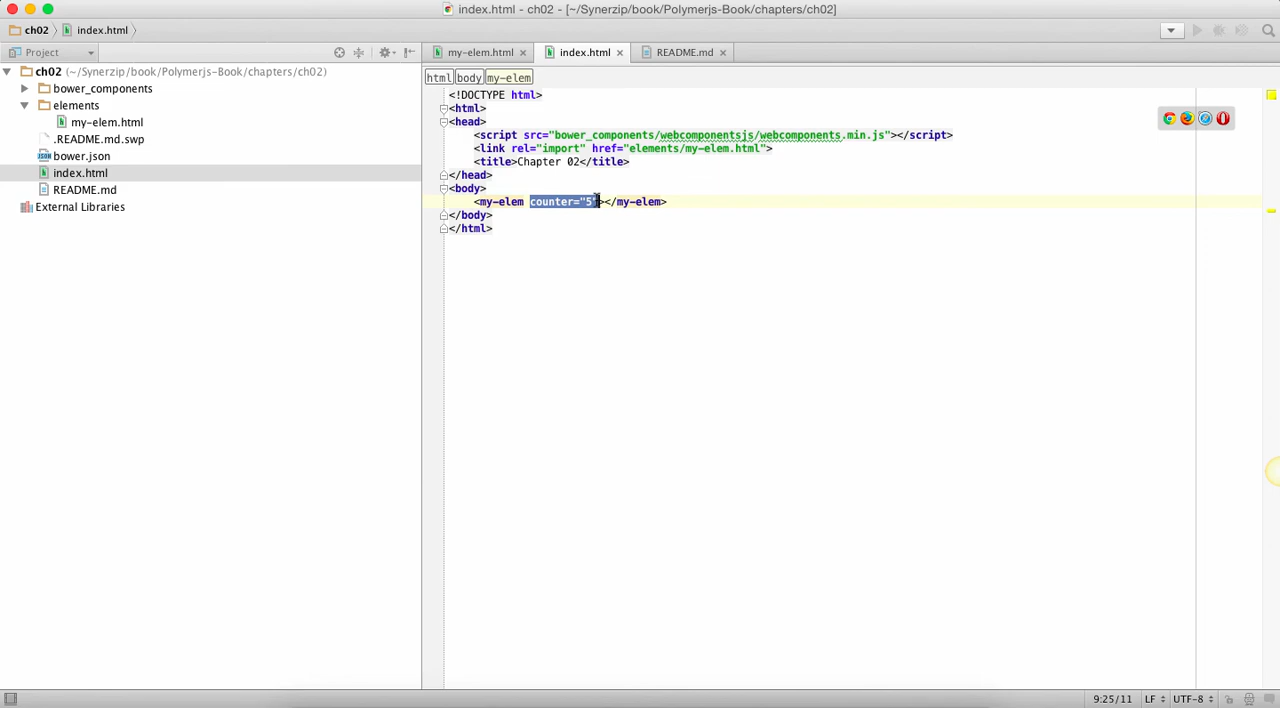 index.html - ch02 - [~/Synerzip/book/Polymerjs-Book/chapters/ch02]
ch02 index.html
Project
my-elem.html index.html README.md
ch02 (~/Synerzip/book/Polymerjs-Book/chapters/ch02)
bower_components
elements
my-elem.html
.README.md.swp
bower.json
index.html
README.md
External Libraries
html body my-elem
<!DOCTYPE html>
<html>
<head>
<script src="bower_components/webcomponentsjs/webcomponents.min.js"></script>
<link rel="import" href="elements/my-elem.html">
<title>Chapter 02</title>
</head>
<body>
<my-elem counter="5"></my-elem>
</body>
</html>
9:25/11 LF UTF-8